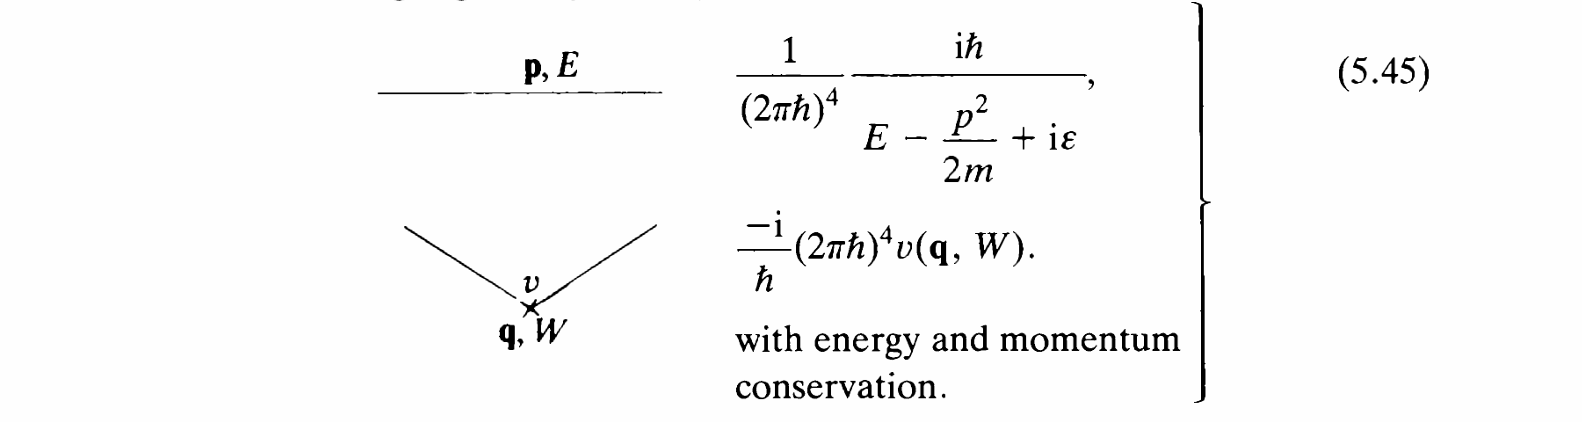 p, E
1/(2πħ)⁴ iħ/(E − p²/2m + iε),
(5.45)
v
q, W
−i/ħ (2πħ)⁴v(q, W).
with energy and momentum
conservation.